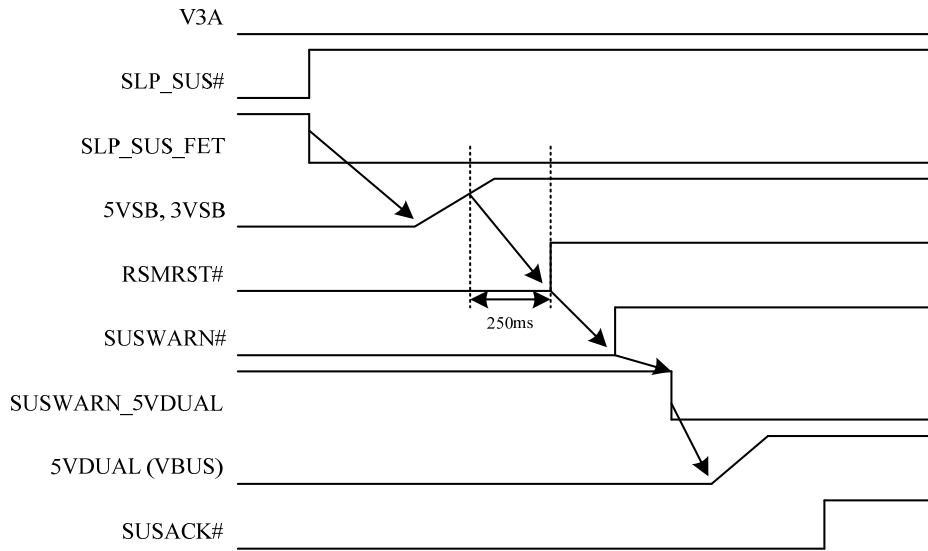 V3A
SLP_SUS#
SLP_SUS_FET
5VSB, 3VSB
RSMRST#
250ms
SUSWARN#
SUSWARN_5VDUAL
5VDUAL (VBUS)
SUSACK#